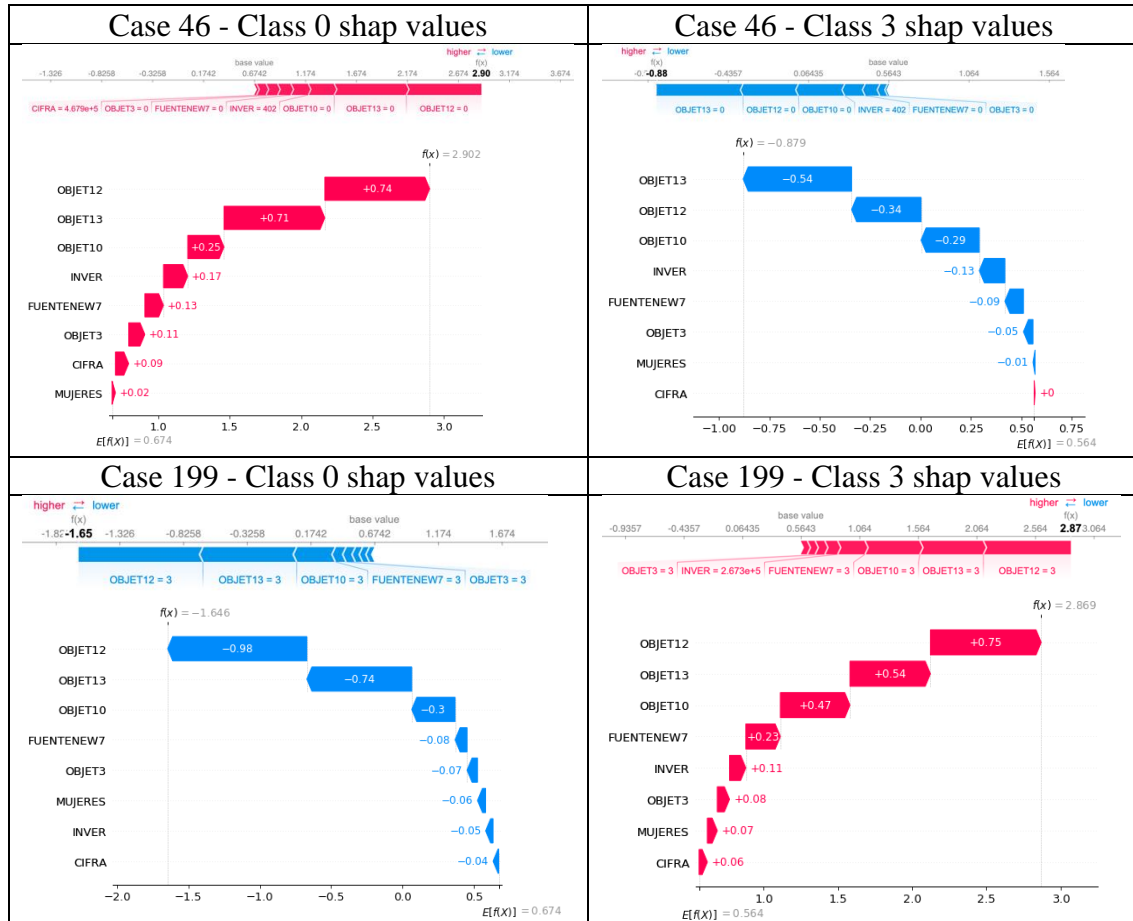 Case 46 - Class 0 shap values
higher ⇄ lower
base value f(x)
-1.326 -0.8258 -0.3258 0.1742 0.6742 1.174 1.674 2.174 2.674 2.90 3.174 3.674
CIFRA = 4.679e+5 OBJET3 = 0 FUENTENEW7 = 0 INVER = 402 OBJET10 = 0 OBJET13 = 0 OBJET12 = 0
f(x) = 2.902
OBJET12 +0.74
OBJET13 +0.71
OBJET10 +0.25
INVER +0.17
FUENTENEW7 +0.13
OBJET3 +0.11
CIFRA +0.09
MUJERES +0.02
1.0 1.5 2.0 2.5 3.0
E[f(X)] = 0.674
Case 46 - Class 3 shap values
higher ⇄ lower
f(x) base value
-0.88 -0.4357 0.06435 0.5643 1.064 1.564
OBJET13 = 0 OBJET12 = 0 OBJET10 = 0 INVER = 402 FUENTENEW7 = 0 OBJET3 = 0
f(x) = −0.879
OBJET13 −0.54
OBJET12 −0.34
OBJET10 −0.29
INVER −0.13
FUENTENEW7 −0.09
OBJET3 −0.05
MUJERES −0.01
CIFRA +0
−1.00 −0.75 −0.50 −0.25 0.00 0.25 0.50 0.75
E[f(X)] = 0.564
Case 199 - Class 0 shap values
higher ⇄ lower
f(x) base value
-1.65 -1.326 -0.8258 -0.3258 0.1742 0.6742 1.174 1.674
OBJET12 = 3 OBJET13 = 3 OBJET10 = 3 FUENTENEW7 = 3 OBJET3 = 3
f(x) = −1.646
OBJET12 −0.98
OBJET13 −0.74
OBJET10 −0.3
FUENTENEW7 −0.08
OBJET3 −0.07
MUJERES −0.06
INVER −0.05
CIFRA −0.04
−2.0 −1.5 −1.0 −0.5 0.0 0.5
E[f(X)] = 0.674
Case 199 - Class 3 shap values
higher ⇄ lower
base value f(x)
-0.9357 -0.4357 0.06435 0.5643 1.064 1.564 2.064 2.564 2.87 3.064
OBJET3 = 3 INVER = 2.673e+5 FUENTENEW7 = 3 OBJET10 = 3 OBJET13 = 3 OBJET12 = 3
f(x) = 2.869
OBJET12 +0.75
OBJET13 +0.54
OBJET10 +0.47
FUENTENEW7 +0.23
INVER +0.11
OBJET3 +0.08
MUJERES +0.07
CIFRA +0.06
1.0 1.5 2.0 2.5 3.0
E[f(X)] = 0.564